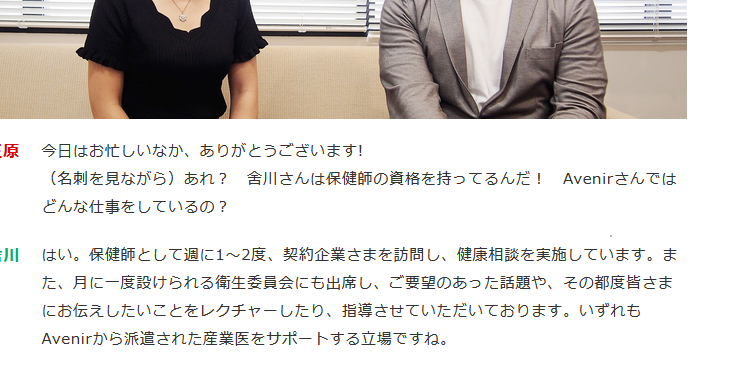 原 今日はお忙しいなか、ありがとうございます!
（名刺を見ながら）あれ？　舎川さんは保健師の資格を持ってるんだ！　Avenirさんでは
どんな仕事をしているの？
川 はい。保健師として週に1～2度、契約企業さまを訪問し、健康相談を実施しています。ま
た、月に一度設けられる衛生委員会にも出席し、ご要望のあった話題や、その都度皆さま
にお伝えしたいことをレクチャーしたり、指導させていただいております。いずれも
Avenirから派遣された産業医をサポートする立場ですね。